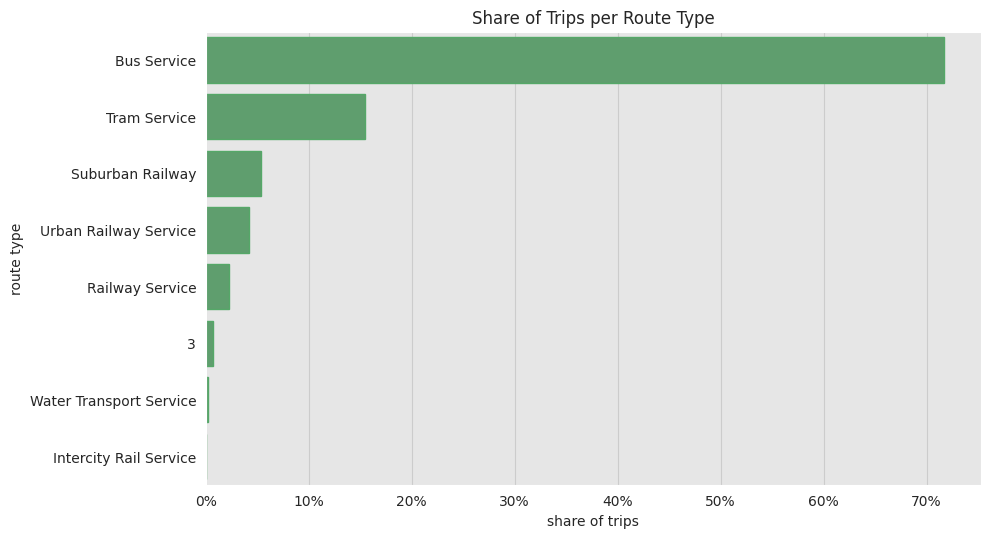 Share of Trips per Route Type
route type
Bus Service
Tram Service
Suburban Railway
Urban Railway Service
Railway Service
3
Water Transport Service
Intercity Rail Service
0% 10% 20% 30% 40% 50% 60% 70%
share of trips